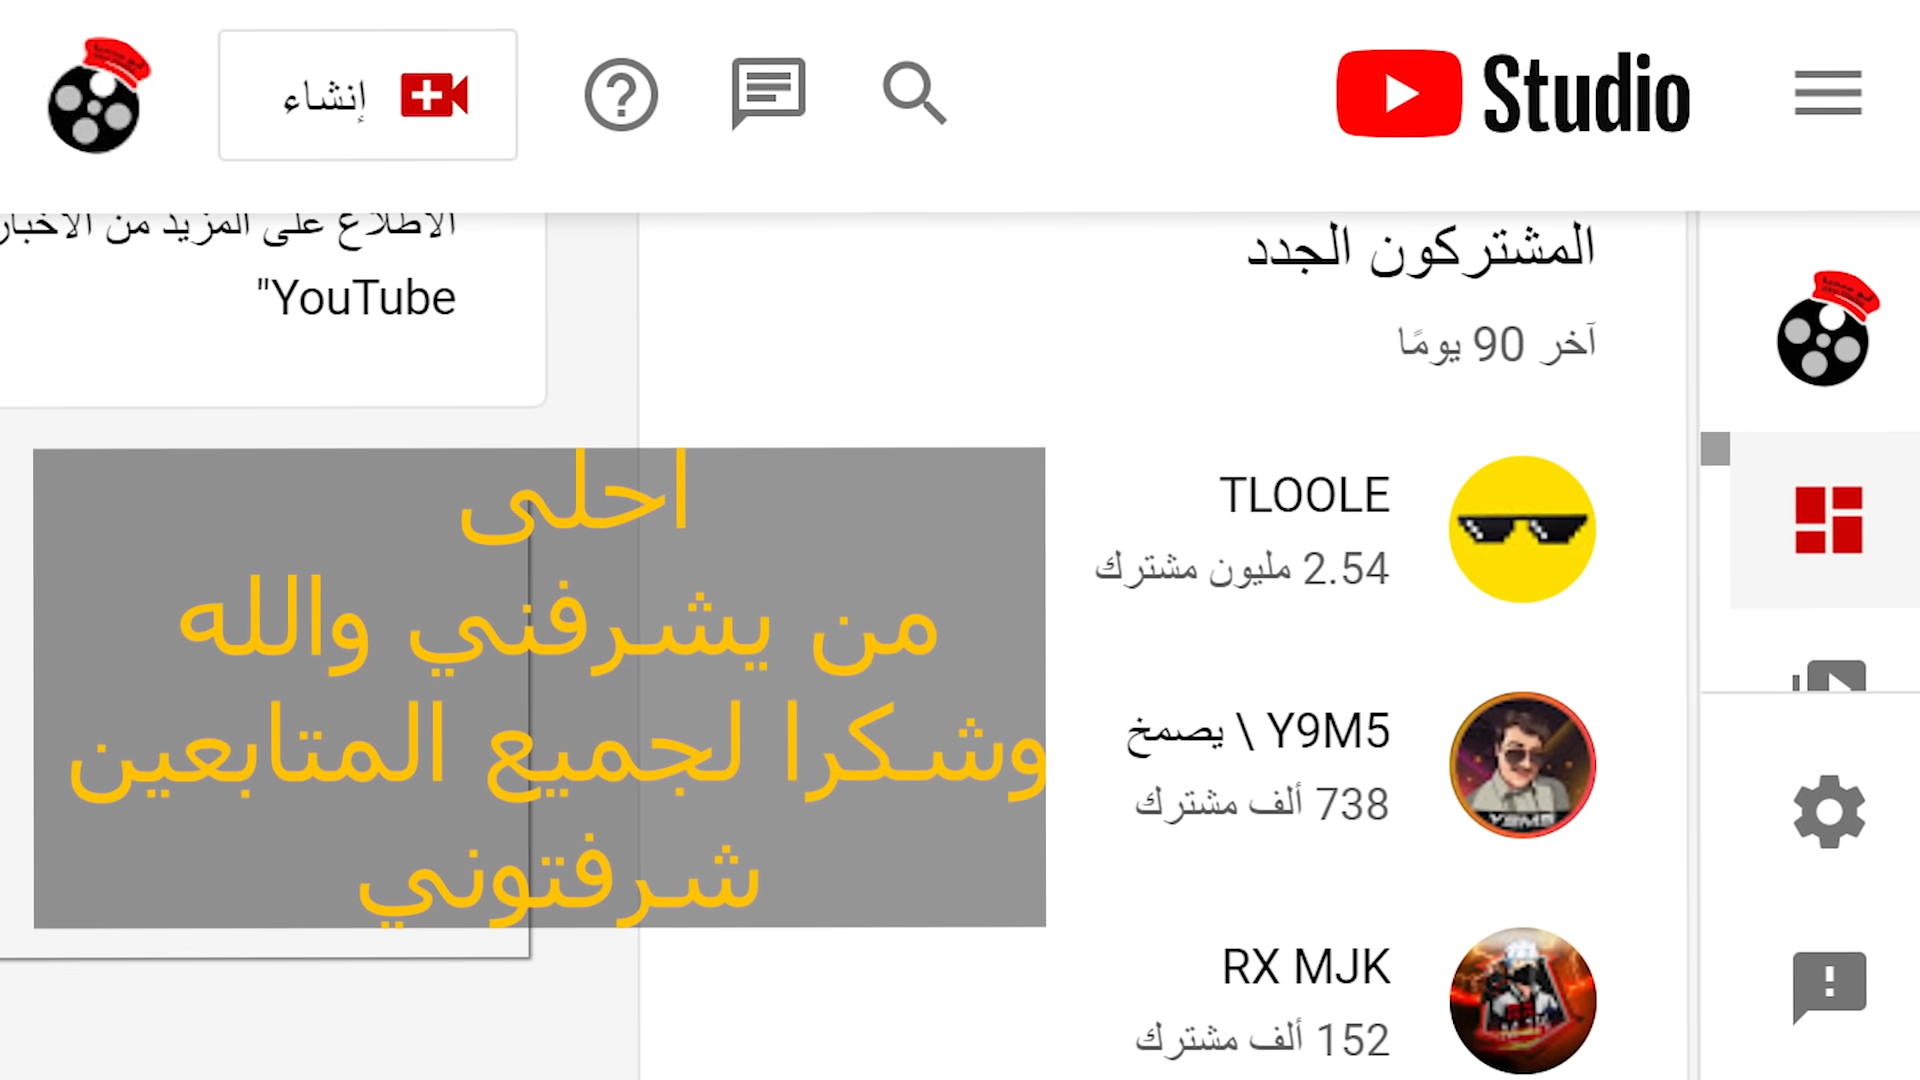 Studio
إنشاء
الاطلاع على المزيد من الأخبار
YouTube"
المشتركون الجدد
آخر 90 يومًا
TLOOLE
2.54 مليون مشترك
Y9M5 \ يصمخ
738 ألف مشترك
Y9M5
RX MJK
152 ألف مشترك
احلى
من يشرفني والله
وشكرا لجميع المتابعين
شرفتوني